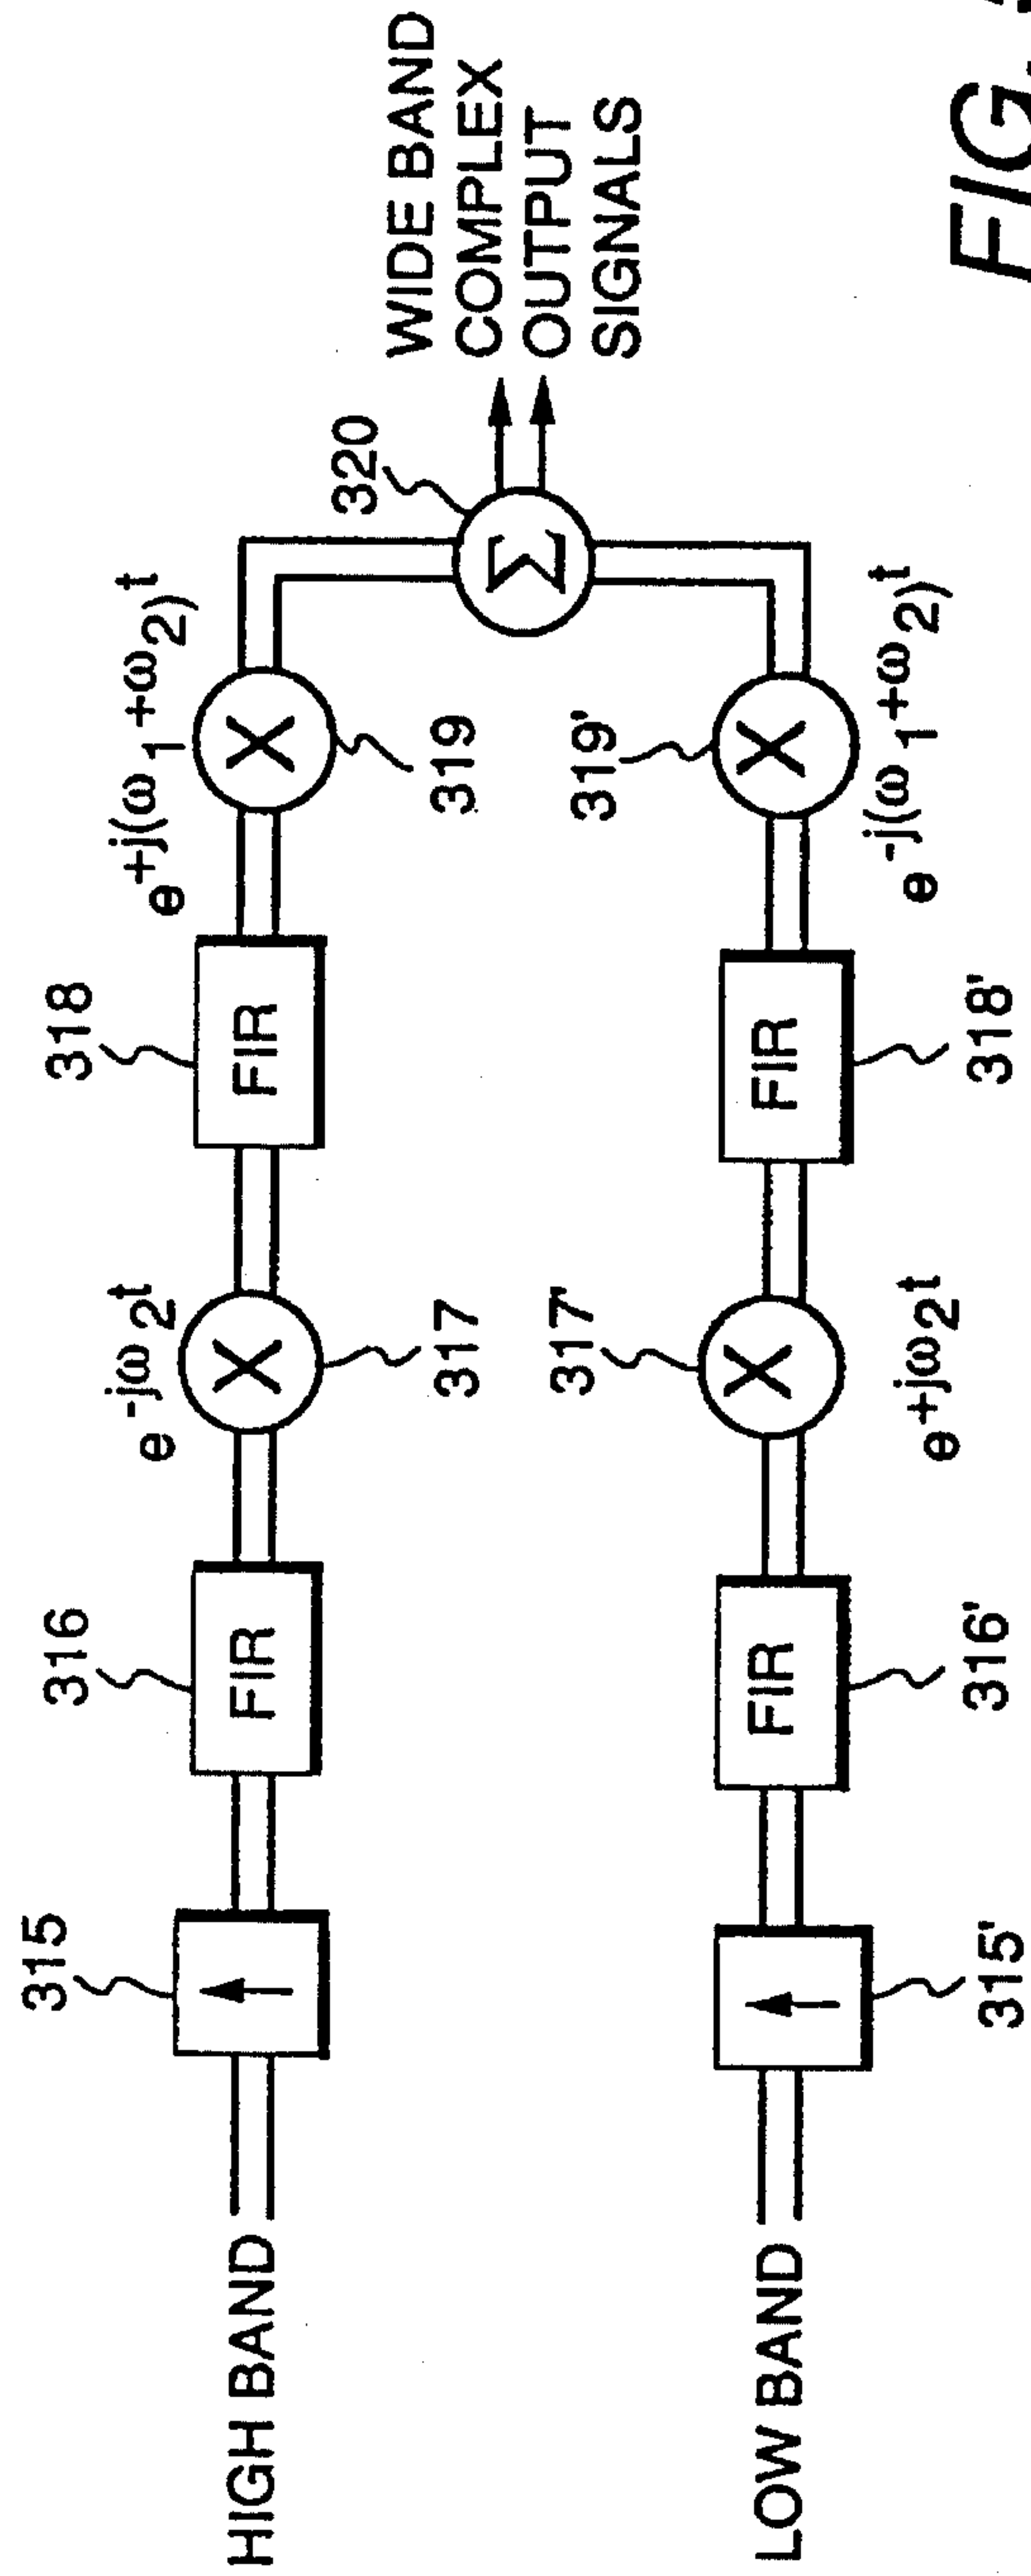 HIGH BAND
315
316
FIR
e^-jω2t
317
318
FIR
e^+j(ω1+ω2)t
X
X
319
320
Σ
WIDE BAND
COMPLEX
OUTPUT
SIGNALS
LOW BAND
315'
316'
FIR
317'
X
e^+jω2t
318'
FIR
319'
X
e^-j(ω1+ω2)t
FIG.